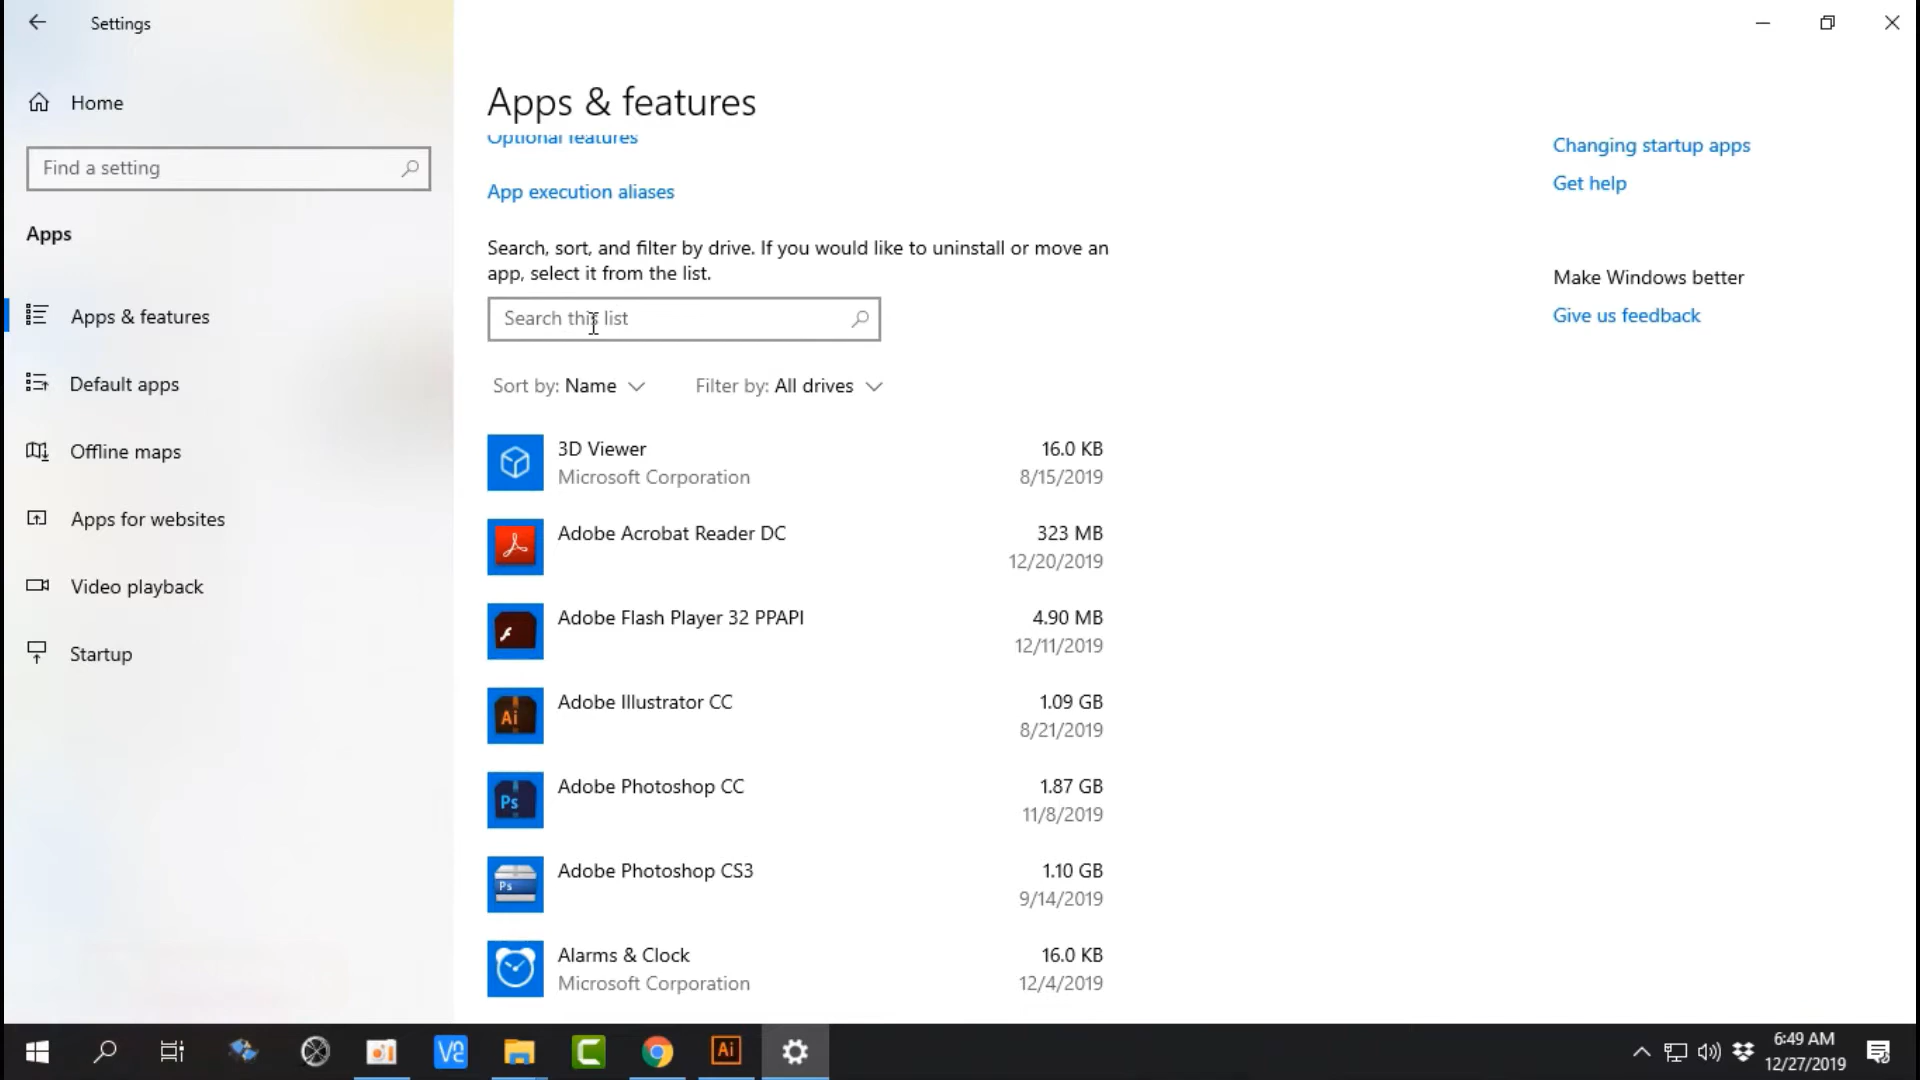 Settings
Home
Find a setting
Apps
Apps & features
Default apps
Offline maps
Apps for websites
Video playback
Startup
Apps & features
Optional features
App execution aliases
Search, sort, and filter by drive. If you would like to uninstall or move an
app, select it from the list.
Search this list
Sort by: Name Filter by: All drives
3D Viewer 16.0 KB
Microsoft Corporation 8/15/2019
Adobe Acrobat Reader DC 323 MB
12/20/2019
Adobe Flash Player 32 PPAPI 4.90 MB
12/11/2019
Ai
Adobe Illustrator CC 1.09 GB
8/21/2019
Ps
Adobe Photoshop CC 1.87 GB
11/8/2019
Ps
Adobe Photoshop CS3 1.10 GB
9/14/2019
Alarms & Clock 16.0 KB
Microsoft Corporation 12/4/2019
Changing startup apps
Get help
Make Windows better
Give us feedback
Ai
6:49 AM
12/27/2019